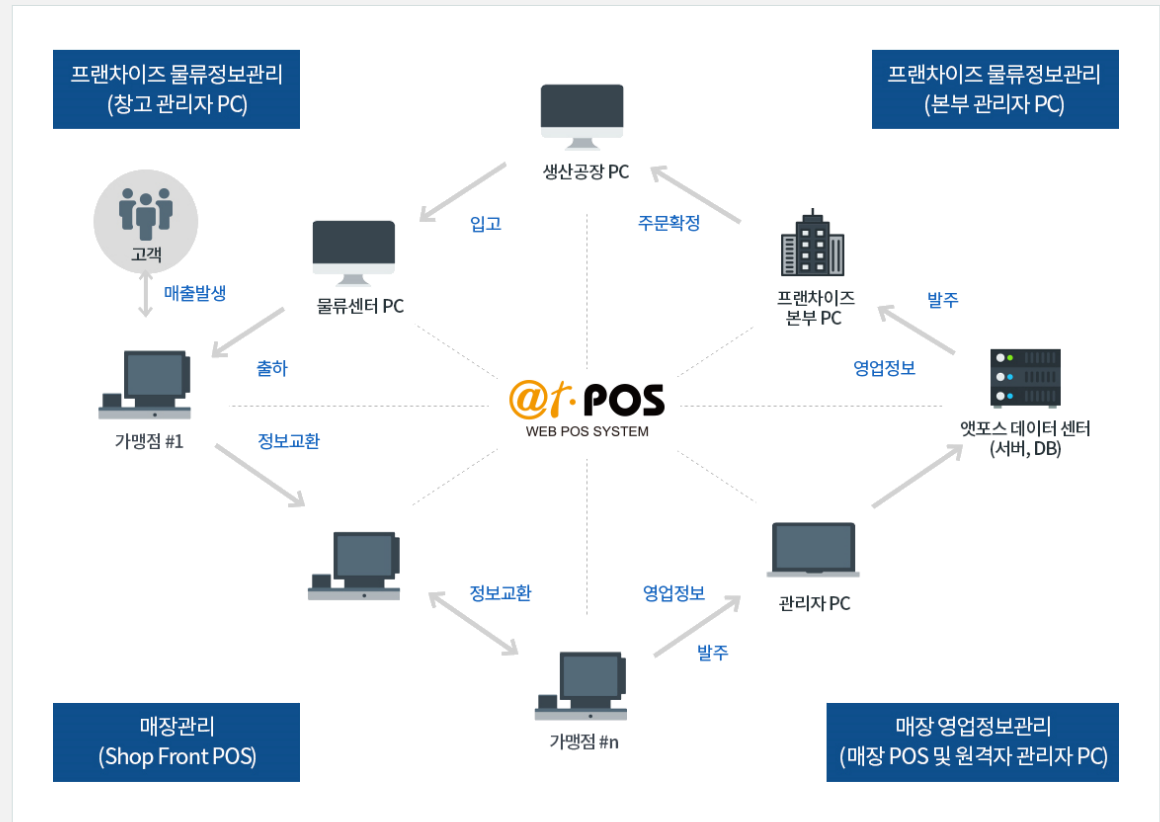 프랜차이즈 물류정보관리
(창고 관리자 PC)
프랜차이즈 물류정보관리
(본부 관리자 PC)
생산공장 PC
입고
주문확정
고객
매출발생
물류센터 PC
프랜차이즈
본부 PC
발주
영업정보
출하
가맹점 #1
정보교환
@t·POS
WEB POS SYSTEM
앳포스 데이터 센터
(서버, DB)
정보교환
영업정보
발주
관리자 PC
가맹점 #n
매장관리
(Shop Front POS)
매장 영업정보관리
(매장 POS 및 원격자 관리자 PC)